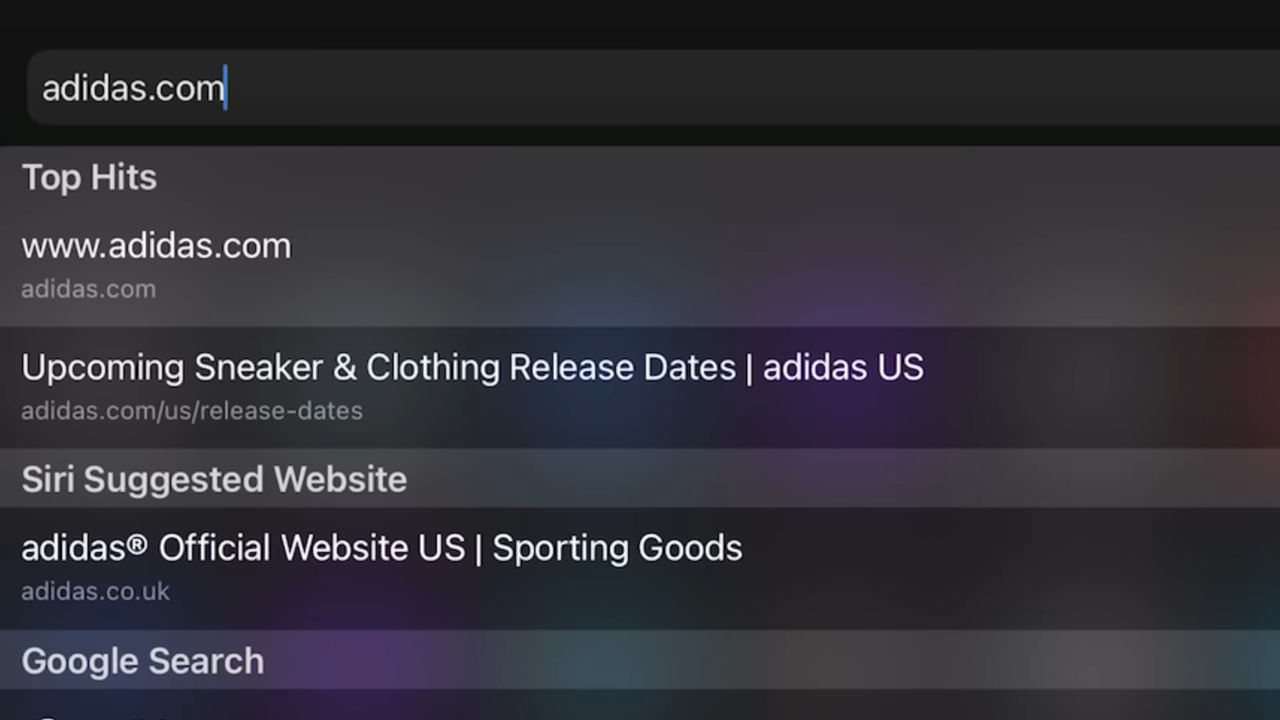 adidas.com
Top Hits
www.adidas.com
adidas.com
Upcoming Sneaker & Clothing Release Dates | adidas US
adidas.com/us/release-dates
Siri Suggested Website
adidas® Official Website US | Sporting Goods
adidas.co.uk
Google Search